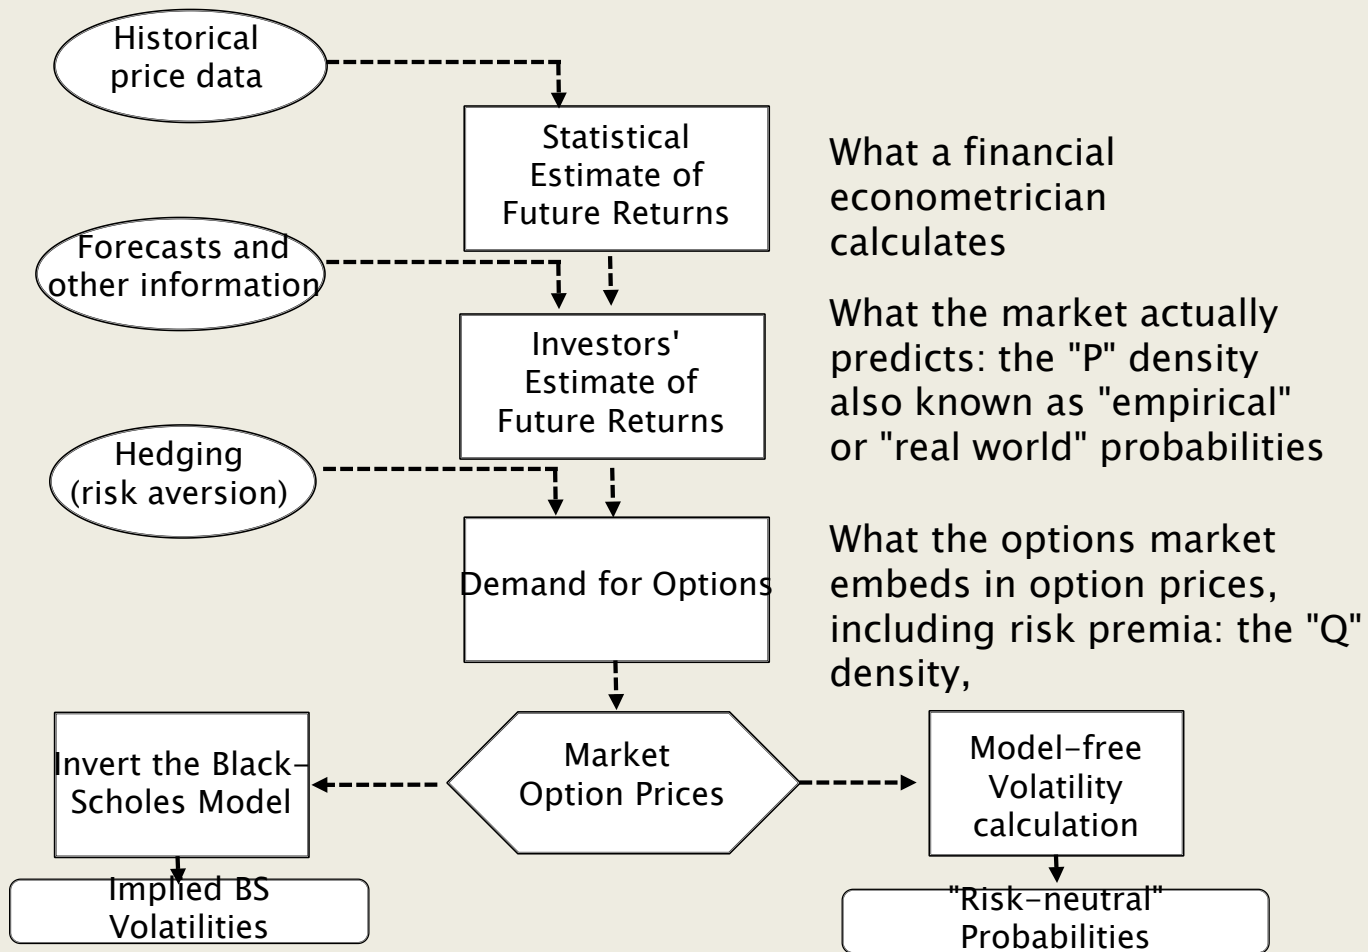 Historical
price data
Statistical
Estimate of
Future Returns
What a financial
econometrician
calculates
Forecasts and
other information
Investors'
Estimate of
Future Returns
What the market actually
predicts: the "P" density
also known as "empirical"
or "real world" probabilities
Hedging
(risk aversion)
Demand for Options
What the options market
embeds in option prices,
including risk premia: the "Q"
density,
Invert the Black-
Scholes Model
Market
Option Prices
Model-free
Volatility
calculation
Implied BS
Volatilities
"Risk-neutral"
Probabilities